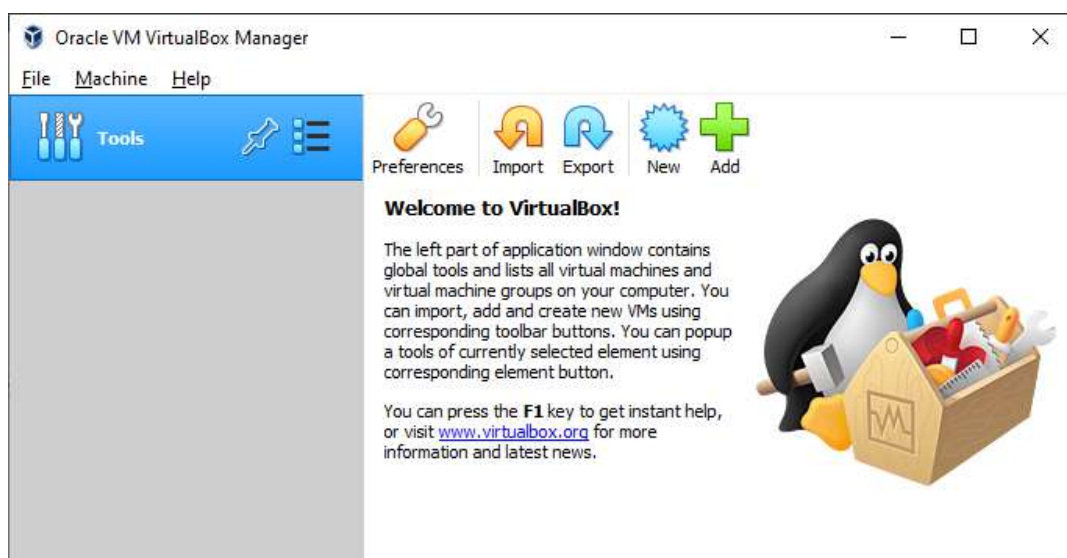 Oracle VM VirtualBox Manager
File Machine Help
Tools
Preferences Import Export New Add
Welcome to VirtualBox!
The left part of application window contains
global tools and lists all virtual machines and
virtual machine groups on your computer. You
can import, add and create new VMs using
corresponding toolbar buttons. You can popup
a tools of currently selected element using
corresponding element button.
You can press the F1 key to get instant help,
or visit www.virtualbox.org for more
information and latest news.